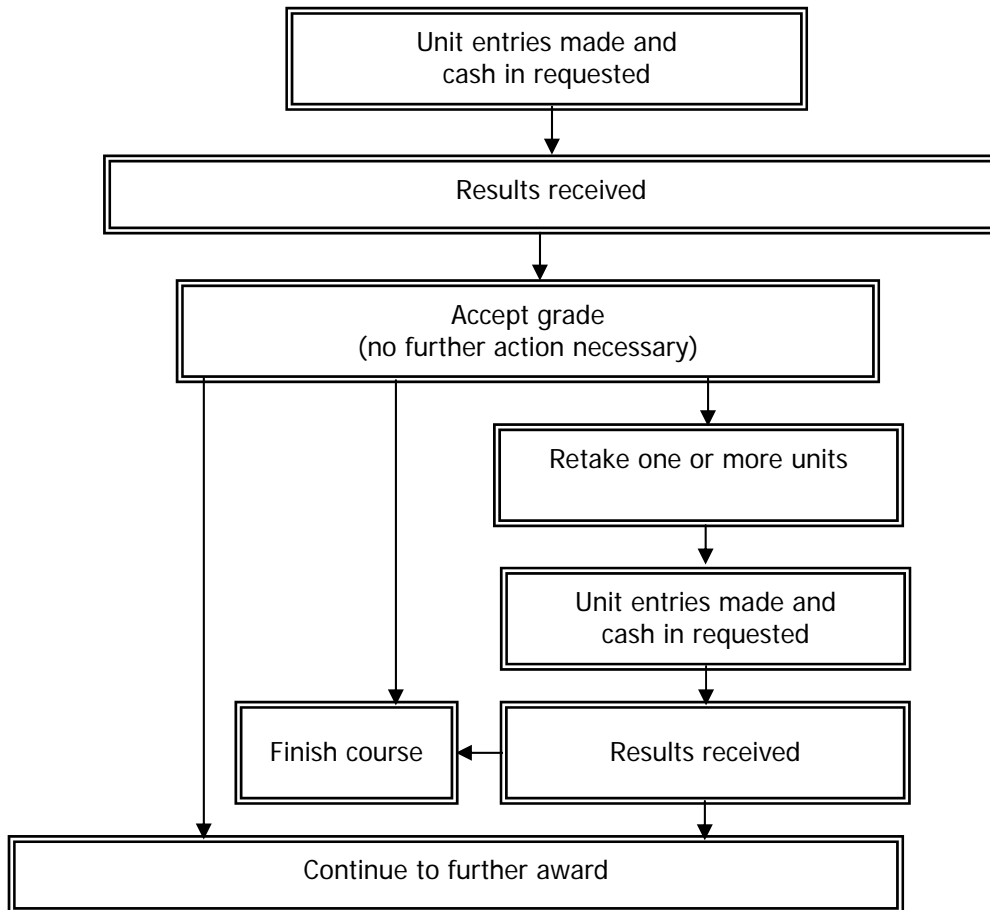 Unit entries made and
cash in requested
Results received
Accept grade
(no further action necessary)
Retake one or more units
Unit entries made and
cash in requested
Finish course
Results received
Continue to further award